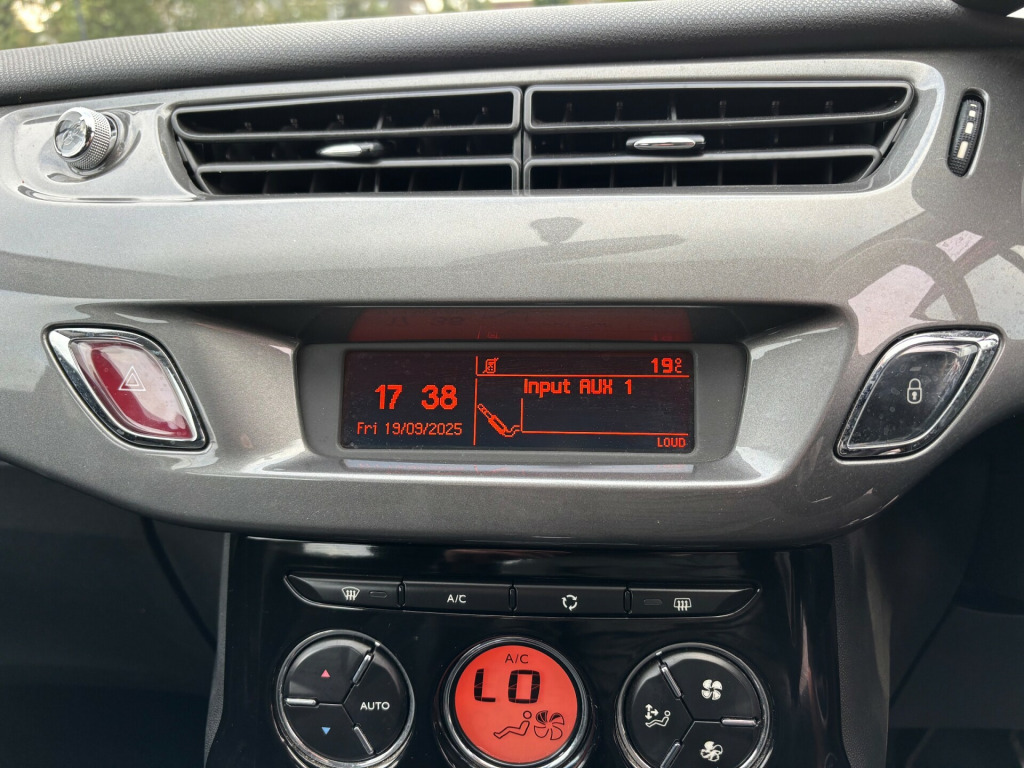 19°C
17 38
Input AUX 1
Fri 19/09/2025
LOUD
A/C
A/C
LO
AUTO